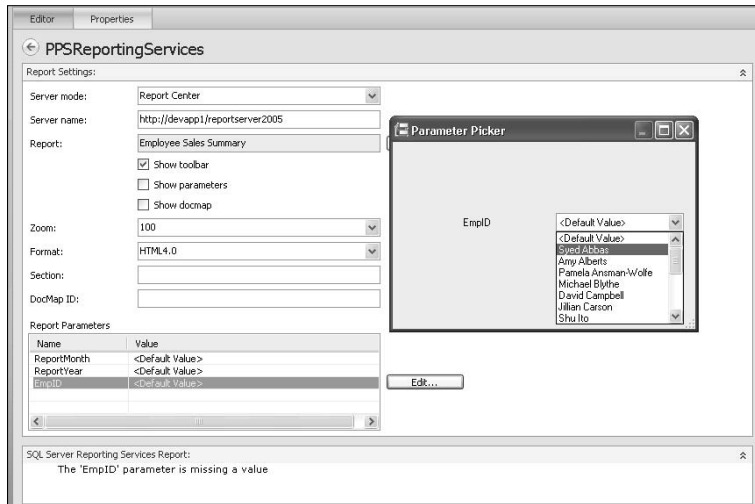 Editor Properties
PPSReportingServices
Report Settings:
Server mode: Report Center
Server name: http://devapp1/reportserver2005
Report: Employee Sales Summary
Show toolbar
Show parameters
Show docmap
Zoom: 100
Format: HTML4.0
Section:
DocMap ID:
Report Parameters
Name Value
ReportMonth <Default Value>
ReportYear <Default Value>
EmpID <Default Value>
Edit...
Parameter Picker
EmpID <Default Value>
<Default Value>
Syed Abbas
Amy Alberts
Pamela Ansman-Wolfe
Michael Blythe
David Campbell
Jillian Carson
Shu Ito
SQL Server Reporting Services Report:
The 'EmpID' parameter is missing a value